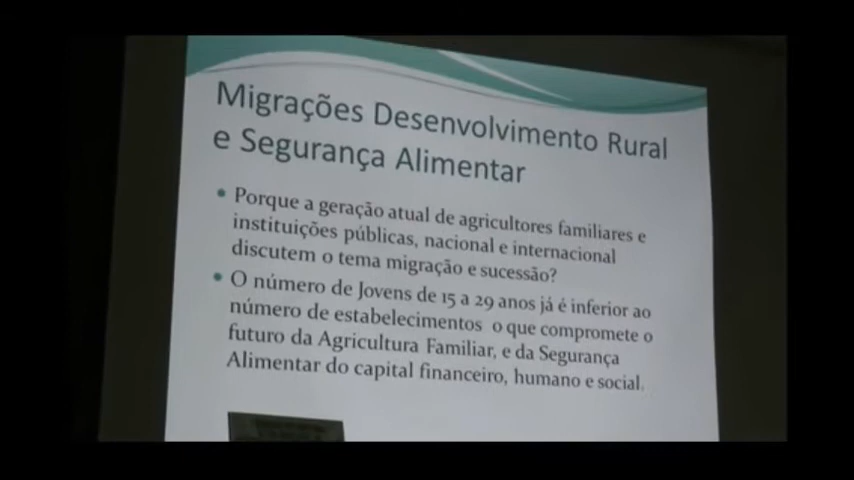 Migrações Desenvolvimento Rural
e Segurança Alimentar
• Porque a geração atual de agricultores familiares e
instituições públicas, nacional e internacional
discutem o tema migração e sucessão?
• O número de Jovens de 15 a 29 anos já é inferior ao
número de estabelecimentos o que compromete o
futuro da Agricultura Familiar, e da Segurança
Alimentar do capital financeiro, humano e social.